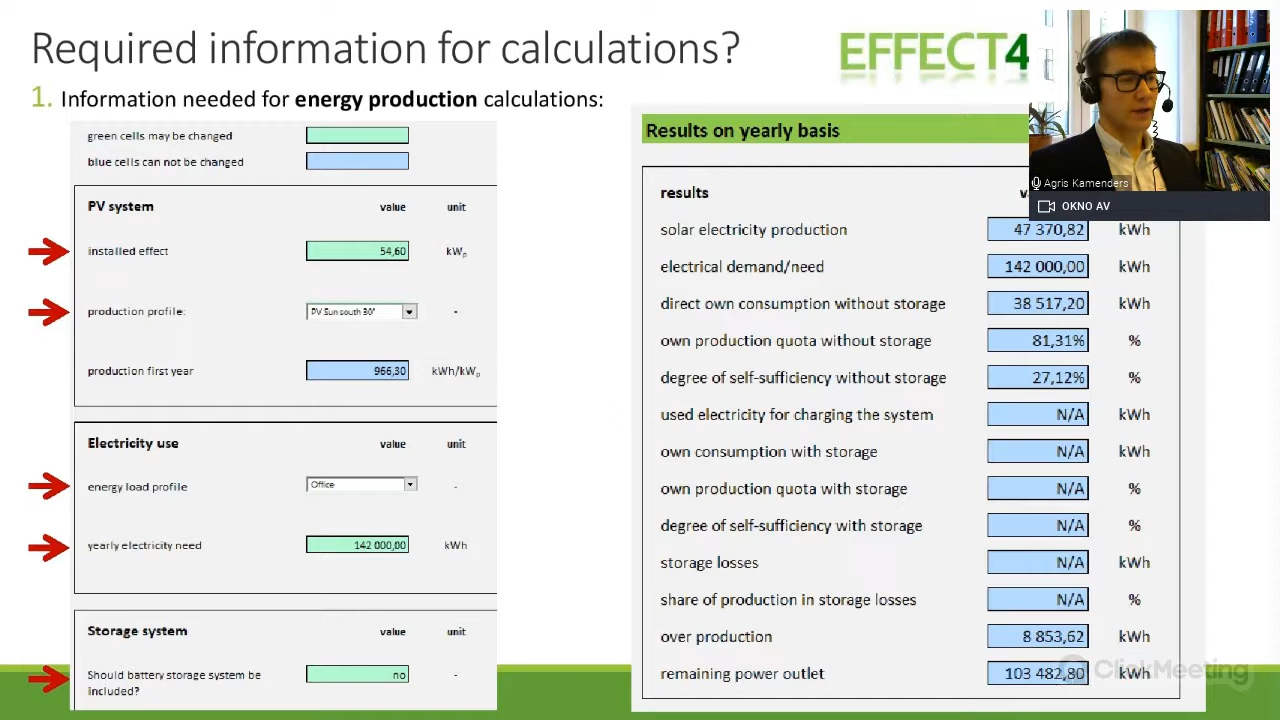 Required information for calculations?
EFFECT4
1. Information needed for energy production calculations:
green cells may be changed
blue cells can not be changed
PV system value unit
installed effect 54,60 kWp
production profile: PV Sun south 30° -
production first year 966,30 kWh/kWp
Electricity use value unit
energy load profile Office -
yearly electricity need 142 000,00 kWh
Storage system value unit
Should battery storage system be no -
included?
Results on yearly basis
results
solar electricity production 47 370,82 kWh
electrical demand/need 142 000,00 kWh
direct own consumption without storage 38 517,20 kWh
own production quota without storage 81,31% %
degree of self-sufficiency without storage 27,12% %
used electricity for charging the system N/A kWh
own consumption with storage N/A kWh
own production quota with storage N/A %
degree of self-sufficiency with storage N/A %
storage losses N/A kWh
share of production in storage losses N/A %
over production 8 853,62 kWh
remaining power outlet 103 482,80 kWh
Agris Kamenders
OKNO AV
ClickMeeting